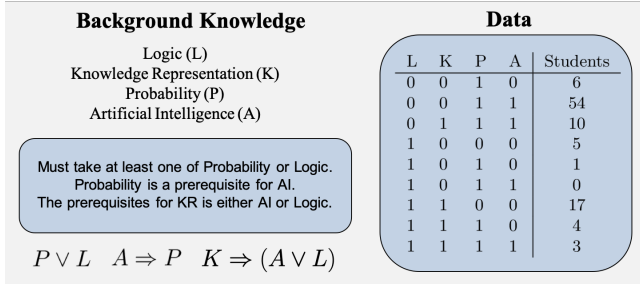 Background Knowledge
Logic (L)
Knowledge Representation (K)
Probability (P)
Artificial Intelligence (A)
Must take at least one of Probability or Logic.
Probability is a prerequisite for AI.
The prerequisites for KR is either AI or Logic.
P ∨ L A ⇒ P K ⇒ (A ∨ L)
Data
L K P A Students
0 0 1 0 6
0 0 1 1 54
0 1 1 1 10
1 0 0 0 5
1 0 1 0 1
1 0 1 1 0
1 1 0 0 17
1 1 1 0 4
1 1 1 1 3